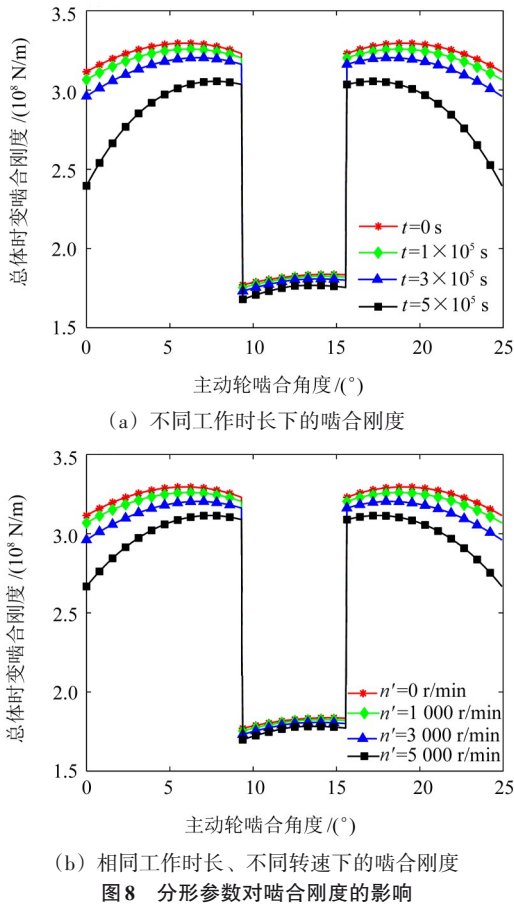 3.5
3.0
2.5
2.0
1.5
总体时变啮合刚度/(10⁸ N/m)
t=0 s
t=1×10⁵ s
t=3×10⁵ s
t=5×10⁵ s
0 5 10 15 20 25
主动轮啮合角度/(°)
(a) 不同工作时长下的啮合刚度
3.5
3.0
2.5
2.0
1.5
总体时变啮合刚度/(10⁸ N/m)
n′=0 r/min
n′=1 000 r/min
n′=3 000 r/min
n′=5 000 r/min
0 5 10 15 20 25
主动轮啮合角度/(°)
(b) 相同工作时长、不同转速下的啮合刚度
图8 分形参数对啮合刚度的影响